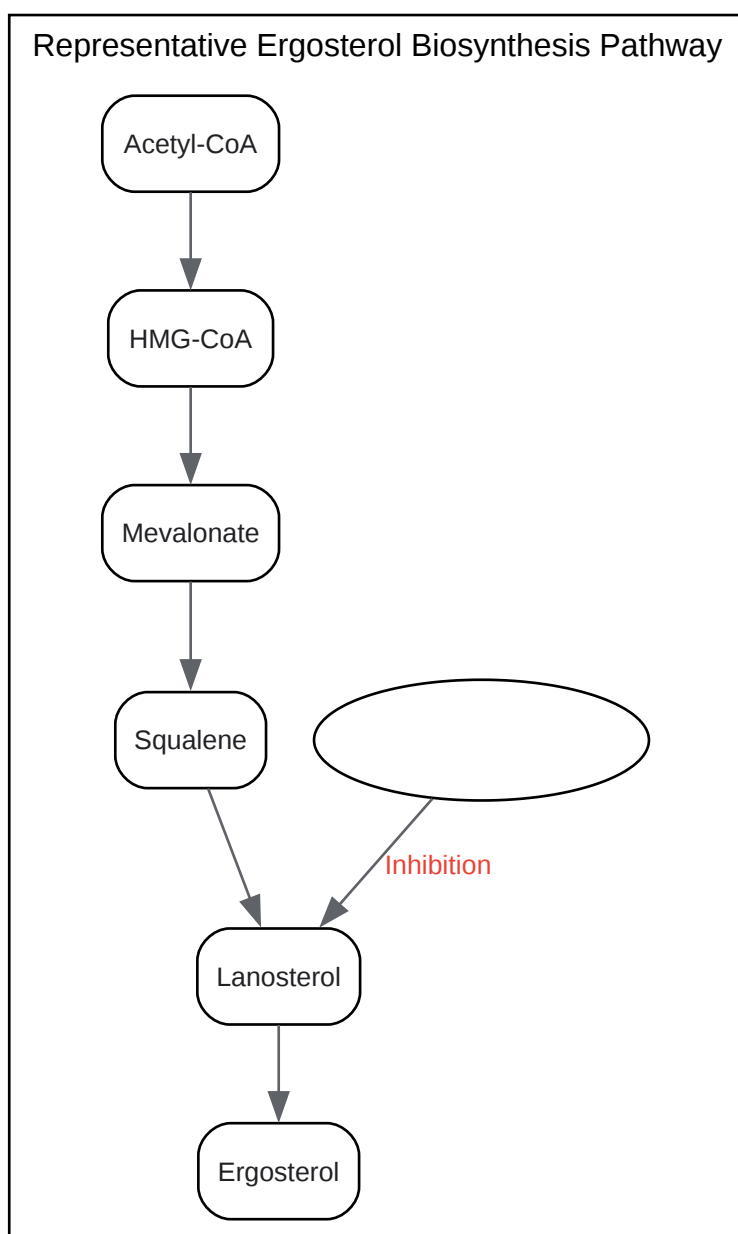 Representative Ergosterol Biosynthesis Pathway
Acetyl-CoA
HMG-CoA
Mevalonate
Squalene
Inhibition
Lanosterol
Ergosterol